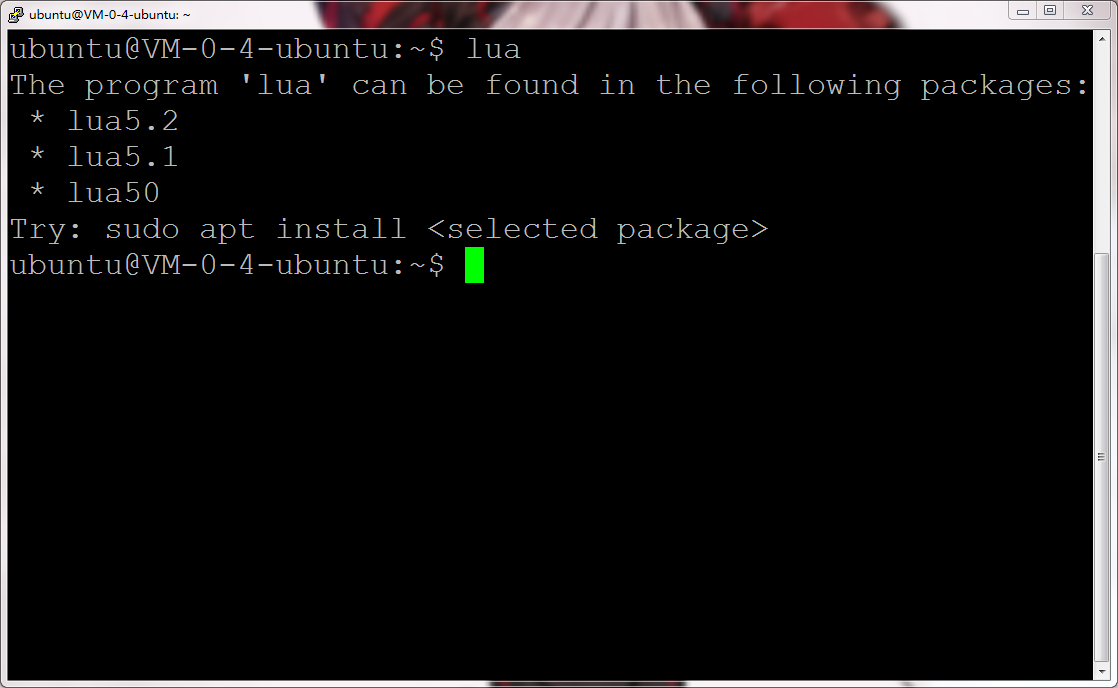 ubuntu@VM-0-4-ubuntu: ~
ubuntu@VM-0-4-ubuntu:~$ lua
The program 'lua' can be found in the following packages:
 * lua5.2
 * lua5.1
 * lua50
Try: sudo apt install <selected package>
ubuntu@VM-0-4-ubuntu:~$